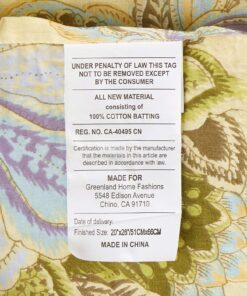 UNDER PENALTY OF LAW THIS TAG
NOT TO BE REMOVED EXCEPT
BY THE CONSUMER
ALL NEW MATERIAL
consisting of
100% COTTON BATTING
REG. NO. CA-40495 CN
Certification is made by the manufacturer
that the materials in this article are
described in accordance with law.
MADE FOR
Greenland Home Fashions
5548 Edison Avenue
Chino, CA 91710
Date of delivery:
Finished Size: 20"x26"/51CMx66CM
MADE IN CHINA